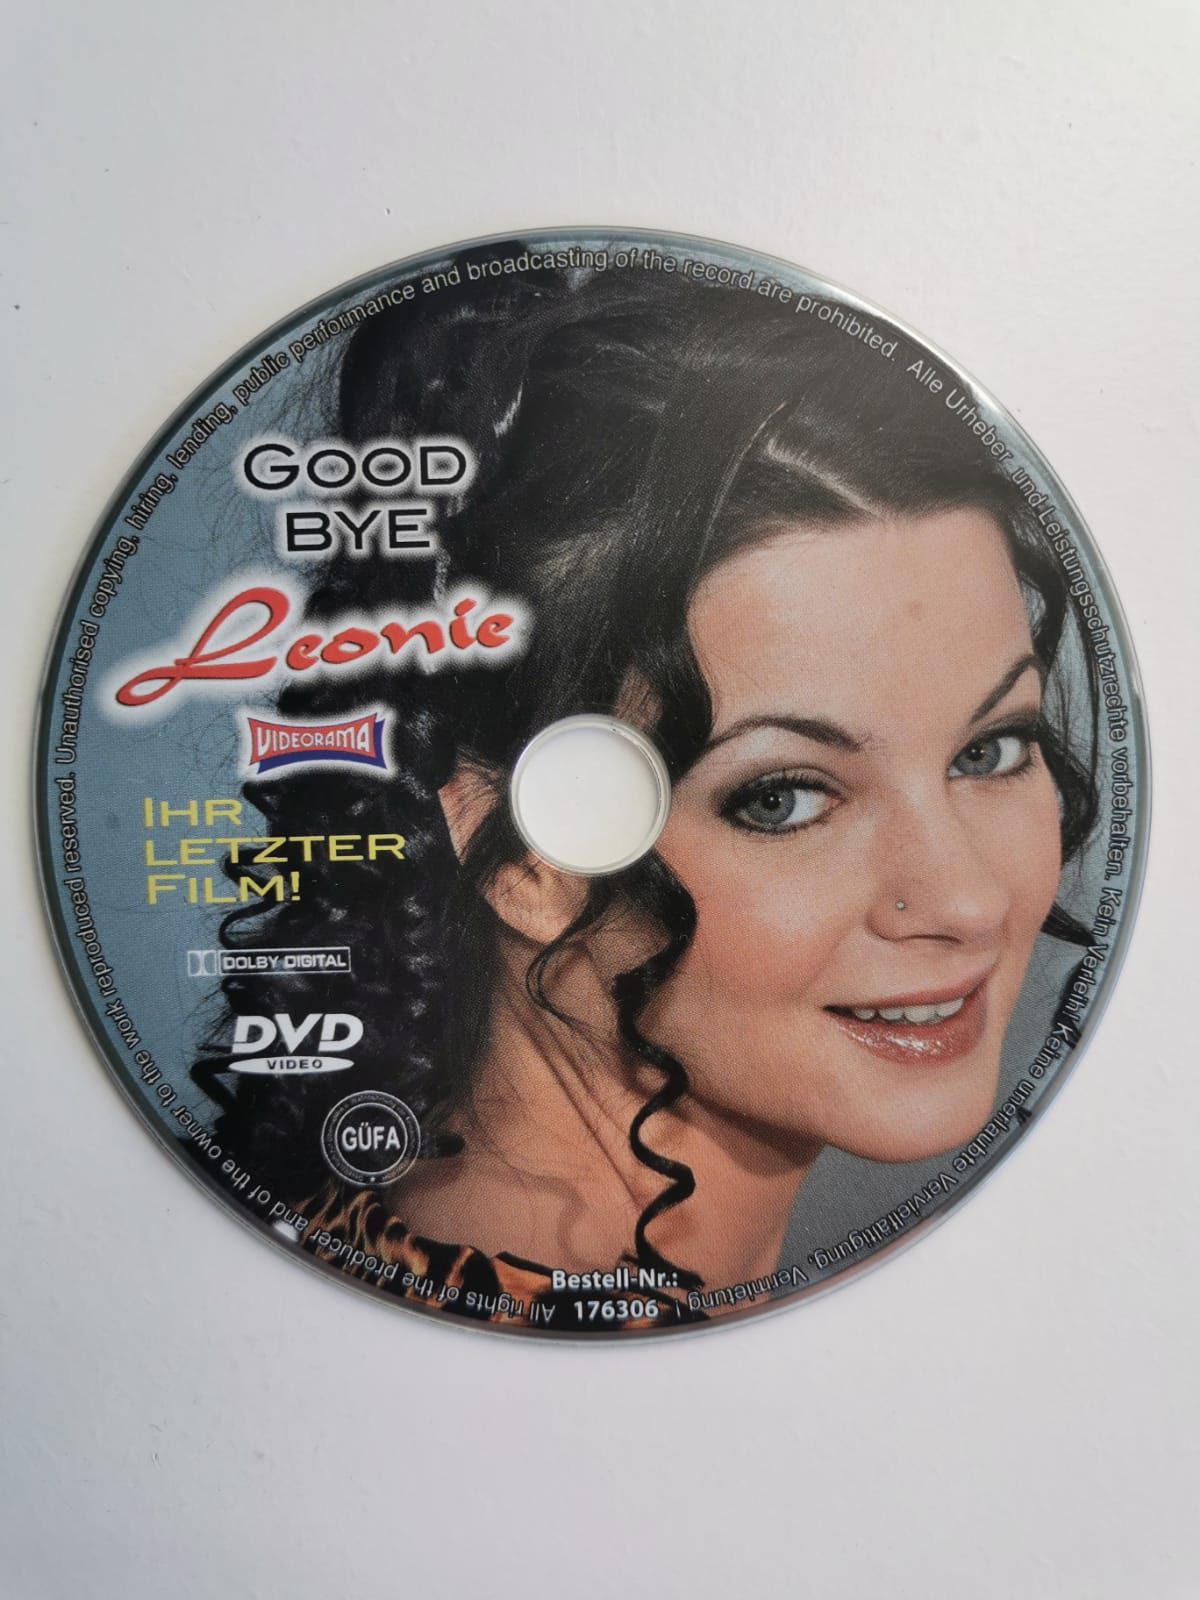 GOOD
BYE
Leonie
VIDEORAMA
IHR
LETZTER
FILM!
DOLBY DIGITAL
DVD
VIDEO
GÜFA
Bestell-Nr.:
176306
All rights of the producer and of the owner to the work reproduced reserved. Unauthorised copying, hiring, lending, public performance and broadcasting of the record are prohibited. Alle Urheber- und Leistungsschutzrechte vorbehalten. Kein Verleih! Keine unerlaubte Vervielfältigung, Vermietung !